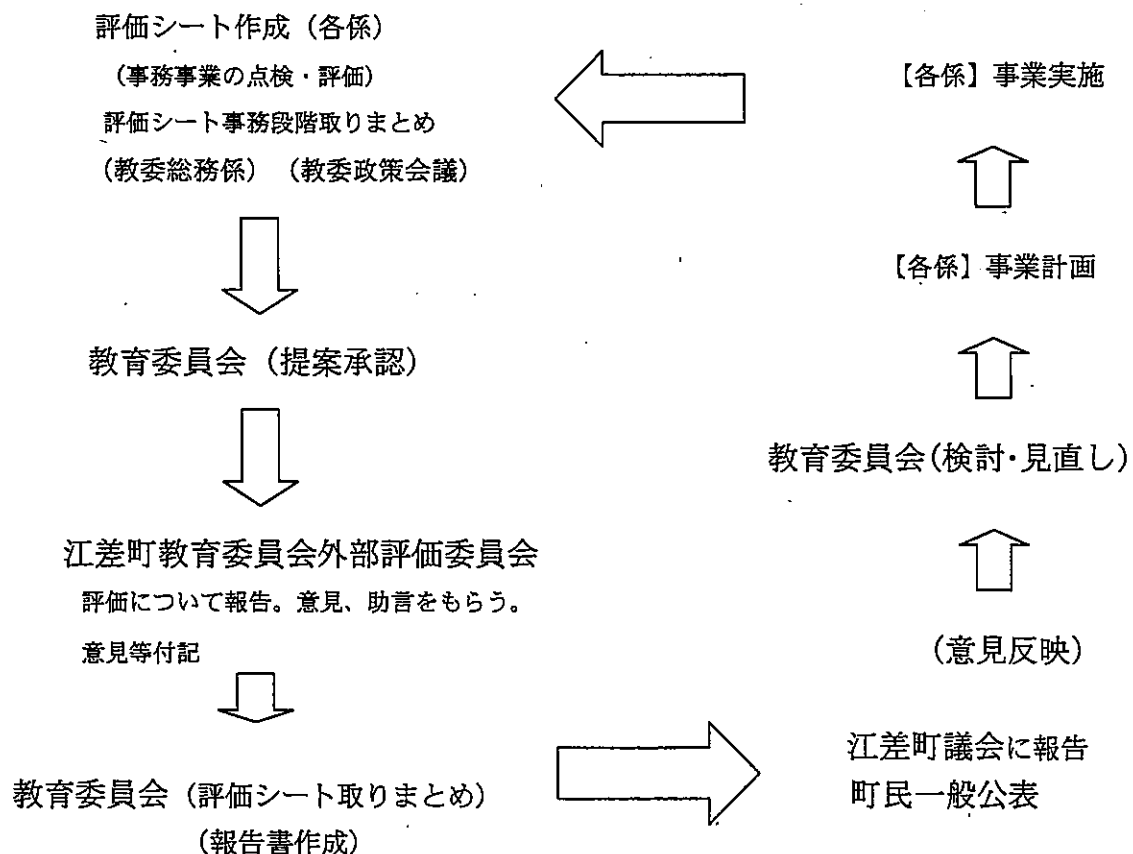 評価シート作成（各係）
（事務事業の点検・評価）
評価シート事務段階取りまとめ
（教委総務係）（教委政策会議）
教育委員会（提案承認）
江差町教育委員会外部評価委員会
評価について報告。意見、助言をもらう。
意見等付記
教育委員会（評価シート取りまとめ）
（報告書作成）
江差町議会に報告
町民一般公表
（意見反映）
教育委員会（検討・見直し）
【各係】事業計画
【各係】事業実施